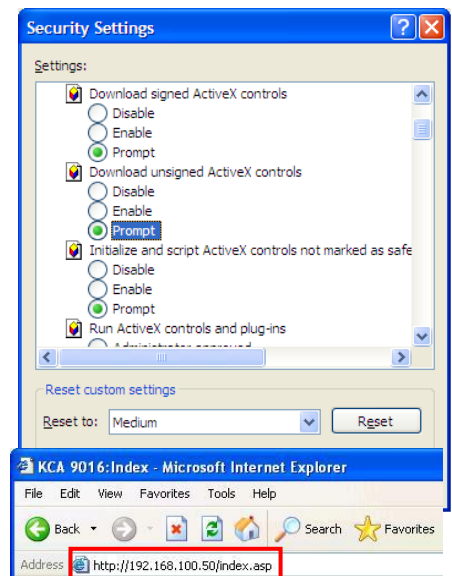 Security Settings
Settings:
Download signed ActiveX controls
Disable
Enable
Prompt
Download unsigned ActiveX controls
Disable
Enable
Prompt
Initialize and script ActiveX controls not marked as safe
Disable
Enable
Prompt
Run ActiveX controls and plug-ins
Administrator approved
Reset custom settings
Reset to: Medium Reset
KCA 9016:Index - Microsoft Internet Explorer
File Edit View Favorites Tools Help
Back Search Favorites
Address http://192.168.100.50/index.asp